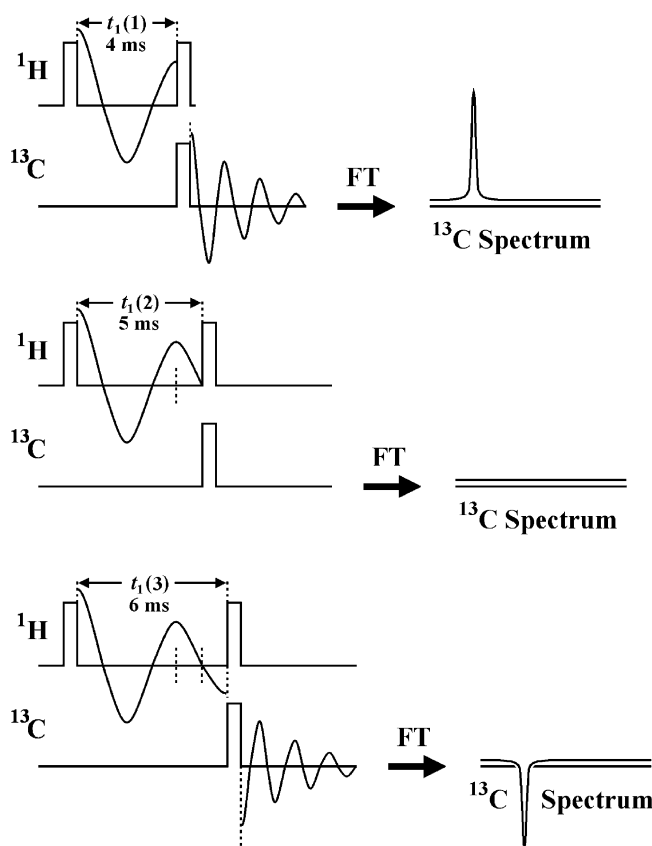 t₁(1)
4 ms
¹H
¹³C
FT
¹³C Spectrum
t₁(2)
5 ms
¹H
¹³C
FT
¹³C Spectrum
t₁(3)
6 ms
¹H
¹³C
FT
¹³C Spectrum